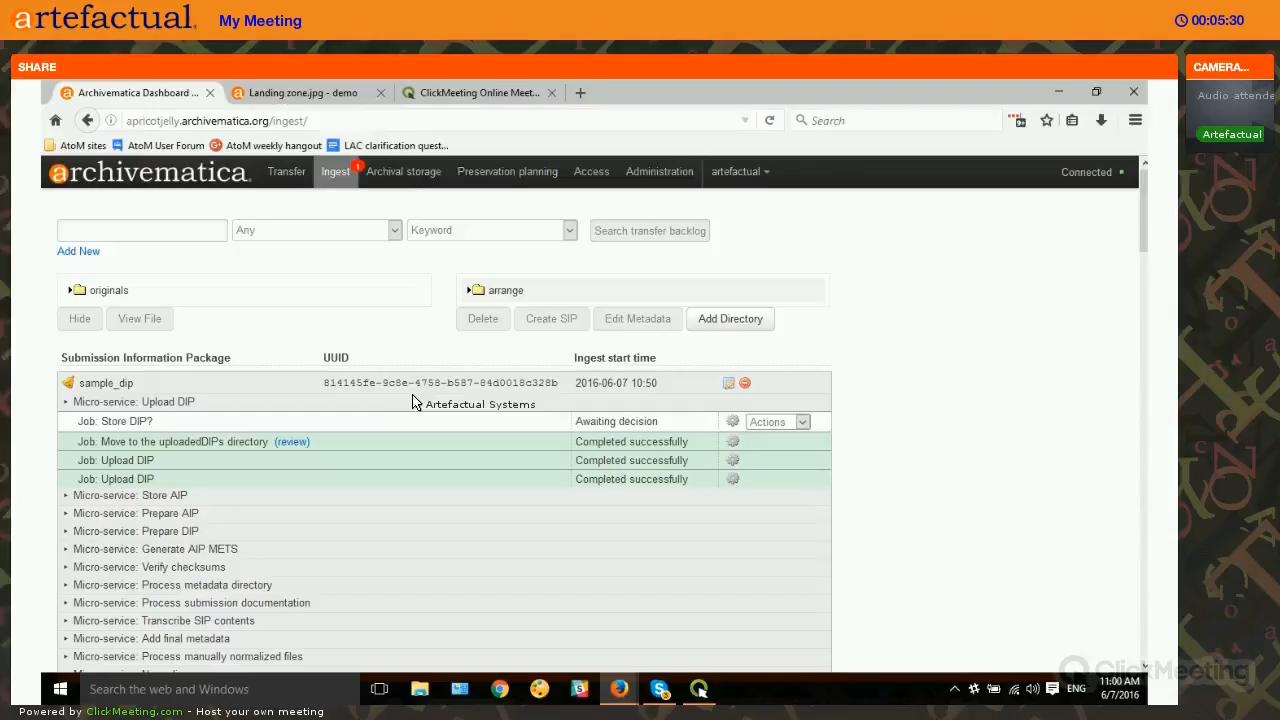 artefactual. My Meeting 00:05:30
SHARE CAMERA...
Archivematica Dashboard ... Landing zone.jpg - demo ClickMeeting Online Meet...
Audio attende
apricotjelly.archivematica.org/ingest/ Search
Artefactual
AtoM sites AtoM User Forum AtoM weekly hangout LAC clarification quest...
archivematica. Transfer Ingest 1 Archival storage Preservation planning Access Administration artefactual Connected
Any Keyword Search transfer backlog
Add New
originals arrange
Hide View File Delete Create SIP Edit Metadata Add Directory
Submission Information Package UUID Ingest start time
sample_dip 814145fe-9c8e-4758-b587-84d0018c328b 2016-06-07 10:50
Micro-service: Upload DIP Artefactual Systems
Job: Store DIP? Awaiting decision Actions
Job: Move to the uploadedDIPs directory (review) Completed successfully
Job: Upload DIP Completed successfully
Job: Upload DIP Completed successfully
Micro-service: Store AIP
Micro-service: Prepare AIP
Micro-service: Prepare DIP
Micro-service: Generate AIP METS
Micro-service: Verify checksums
Micro-service: Process metadata directory
Micro-service: Process submission documentation
Micro-service: Transcribe SIP contents
Micro-service: Add final metadata
Micro-service: Process manually normalized files
ClickMeeting
Search the web and Windows ENG 11:00 AM
6/7/2016
Powered by ClickMeeting.com - Host your own meeting